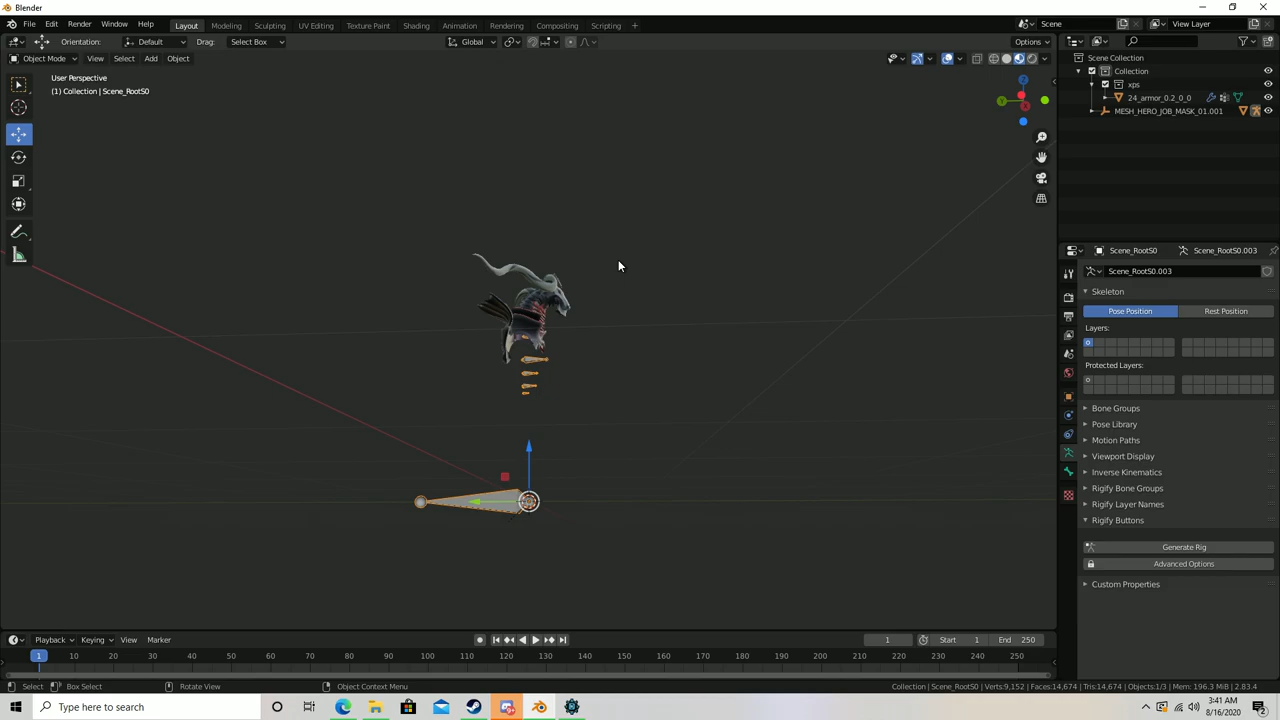 Blender
File Edit Render Window Help Layout Modeling Sculpting UV Editing Texture Paint Shading Animation Rendering Compositing Scripting + Scene View Layer
Orientation: Default Drag: Select Box Global Options
Object Mode View Select Add Object
User Perspective
(1) Collection | Scene_RootS0
Z
Y
Scene Collection
Collection
xps
24_armor_0.2_0_0
MESH_HERO_JOB_MASK_01.001
Scene_RootS0 Scene_RootS0.003
Scene_RootS0.003
Skeleton
Pose Position Rest Position
Layers:
Protected Layers:
Bone Groups
Pose Library
Motion Paths
Viewport Display
Inverse Kinematics
Rigify Bone Groups
Rigify Layer Names
Rigify Buttons
Generate Rig
Advanced Options
Custom Properties
Playback Keying View Marker 1 Start 1 End 250
1 10 20 30 40 50 60 70 80 90 100 110 120 130 140 150 160 170 180 190 200 210 220 230 240 250
Select Box Select Rotate View Object Context Menu Collection | Scene_RootS0 | Verts:9,152 | Faces:14,674 | Tris:14,674 | Objects:1/3 | Mem: 196.3 MiB | 2.83.4
Type here to search
3:41 AM
8/16/2020
2